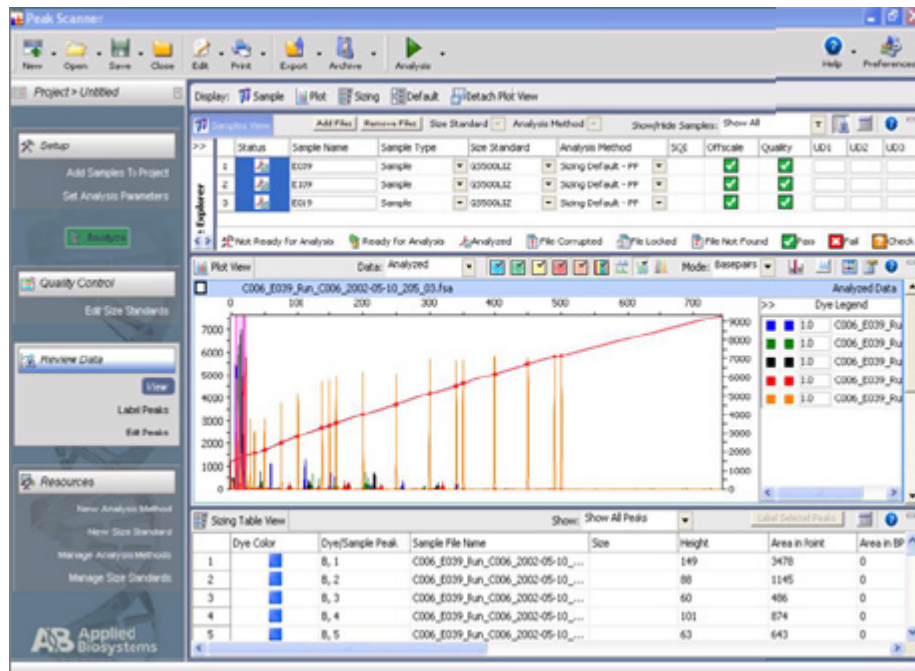 Peak Scanner
New Open Save Close Edit Print Export Archive Analysis Help Preferences
Project > Untitled
Display: Sample Plot Sizing Default Detach Plot View
Samples View Add Files Remove Files Size Standard Analysis Method Show/Hide Samples: Show All
Setup
Add Samples To Project
Set Analysis Parameters
Analyze
Quality Control
Edit Size Standards
Review Data
View
Label Peaks
Edit Peaks
Resources
New Analysis Method
New Size Standard
Manage Analysis Methods
Manage Size Standards
AB Applied Biosystems
>> Status Sample Name Sample Type Size Standard Analysis Method SQI Offscale Quality UD1 UD2 UD3
1 E039 Sample GS500LIZ Sizing Default - PP
2 E109 Sample GS500LIZ Sizing Default - PP
3 E019 Sample GS500LIZ Sizing Default - PP
Explorer
Not Ready for Analysis Ready for Analysis Analyzed File Corrupted File Locked File Not Found Pass Fail Check
Plot View Data: Analyzed Mode: Basepairs
C006_E039_Run_C006_2002-05-10_205_03.fsa Analyzed Data
0 100 200 300 400 500 600 700
7000
6000
5000
4000
3000
2000
1000
0
9000
8000
7000
6000
5000
4000
3000
2000
1000
0
>> Dye Legend
1.0 C006_E039_Ru
1.0 C006_E039_Ru
1.0 C006_E039_Ru
1.0 C006_E039_Ru
1.0 C006_E039_Ru
Sizing Table View Show: Show All Peaks Label Selected Peaks
Dye Color Dye/Sample Peak Sample File Name Size Height Area in Point Area in BP
1 B, 1 C006_E039_Run_C006_2002-05-10_... 149 3478 0
2 B, 2 C006_E039_Run_C006_2002-05-10_... 88 1145 0
3 B, 3 C006_E039_Run_C006_2002-05-10_... 60 486 0
4 B, 4 C006_E039_Run_C006_2002-05-10_... 101 874 0
5 B, 5 C006_E039_Run_C006_2002-05-10_... 63 643 0